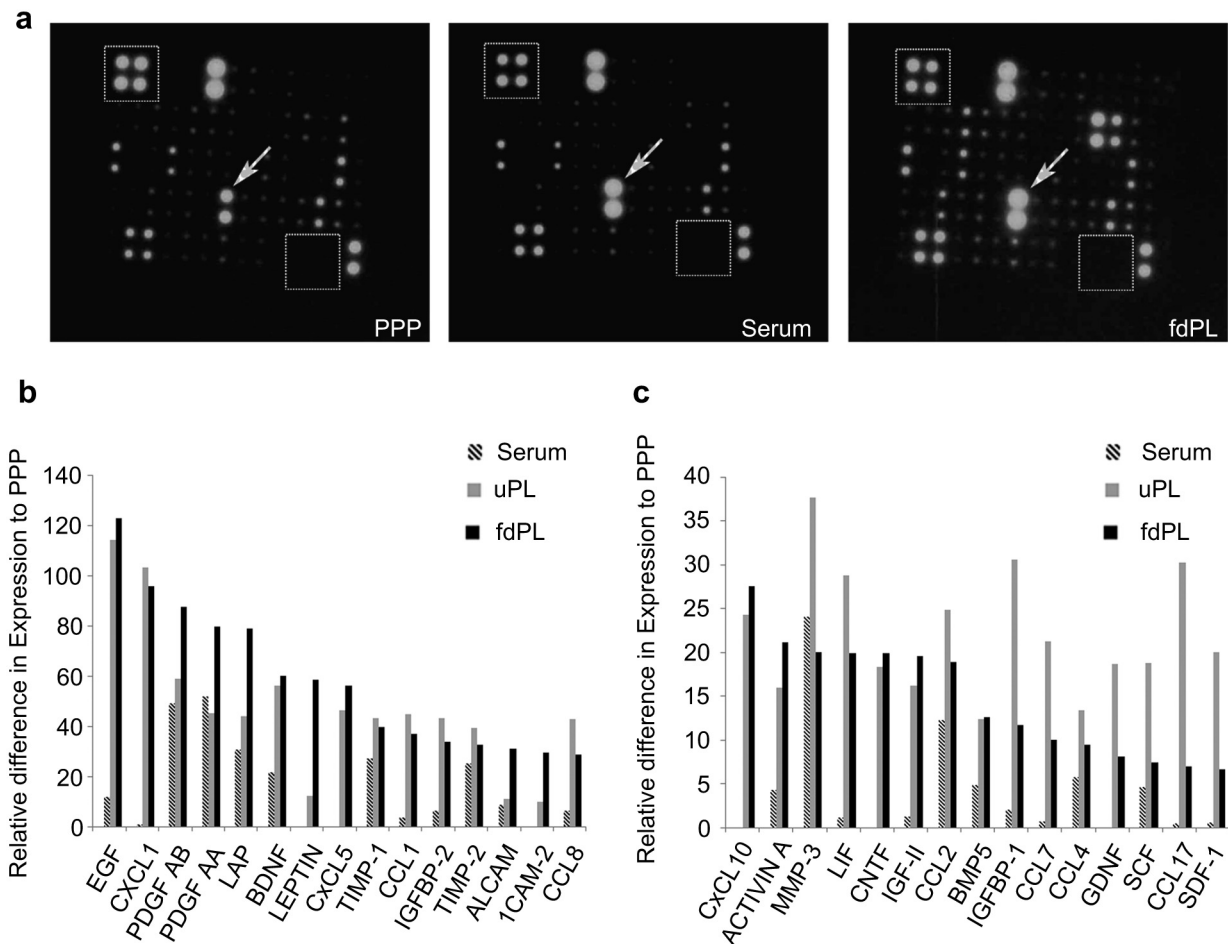 a
PPP
Serum
fdPL
b
Relative difference in Expression to PPP
140
120
100
80
60
40
20
0
Serum
uPL
fdPL
EGF
CXCL1
PDGF AB
PDGF AA
LAP
BDNF
LEPTIN
CxCL5
TIMP-1
CCL1
IGFBP-2
TIMP-2
ALCAM
1CAM-2
CCL8
c
Relative difference in Expression to PPP
40
35
30
25
20
15
10
5
0
Serum
uPL
fdPL
CxCL10
ACTIVIN A
MMP-3
LIF
CNTF
IGF-II
CCL2
BMP5
IGFBP-1
CCL7
CCL4
GDNF
SCF
CCL17
SDF-1